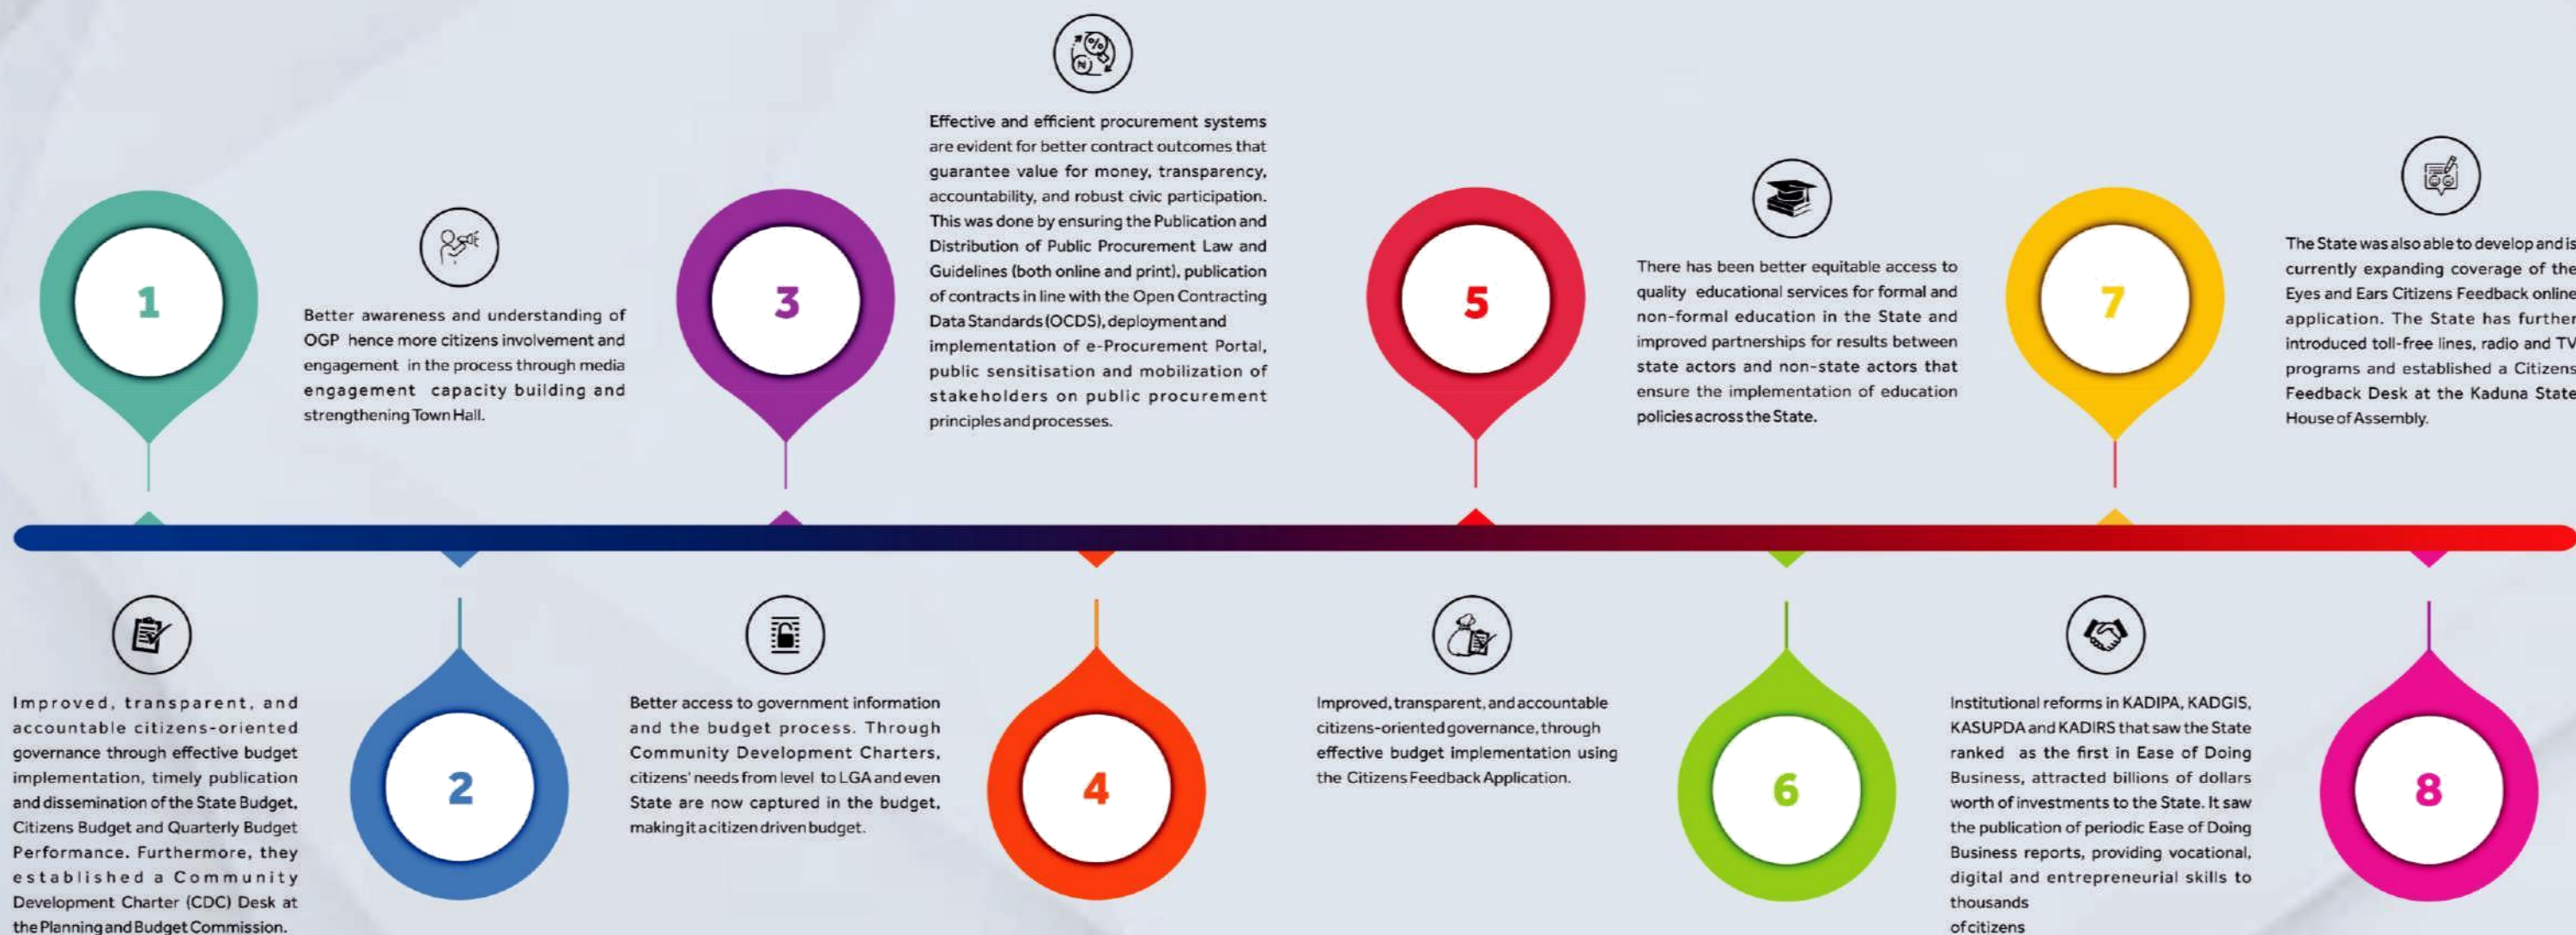 1
Improved, transparent, and
accountable citizens-oriented
governance through effective budget
implementation, timely publication
and dissemination of the State Budget,
Citizens Budget and Quarterly Budget
Performance. Furthermore, they
established a Community
Development Charter (CDC) Desk at
the Planning and Budget Commission.
2
Better awareness and understanding of
OGP hence more citizens involvement and
engagement in the process through media
engagement capacity building and
strengthening Town Hall.
3
Better access to government information
and the budget process. Through
Community Development Charters,
citizens' needs from level to LGA and even
State are now captured in the budget,
making it a citizen driven budget.
4
%
N
Effective and efficient procurement systems
are evident for better contract outcomes that
guarantee value for money, transparency,
accountability, and robust civic participation.
This was done by ensuring the Publication and
Distribution of Public Procurement Law and
Guidelines (both online and print), publication
of contracts in line with the Open Contracting
Data Standards (OCDS), deployment and
implementation of e-Procurement Portal,
public sensitisation and mobilization of
stakeholders on public procurement
principles and processes.
5
Improved, transparent, and accountable
citizens-oriented governance, through
effective budget implementation using
the Citizens Feedback Application.
6
There has been better equitable access to
quality educational services for formal and
non-formal education in the State and
improved partnerships for results between
state actors and non-state actors that
ensure the implementation of education
policies across the State.
7
Institutional reforms in KADIPA, KADGIS,
KASUPDA and KADIRS that saw the State
ranked as the first in Ease of Doing
Business, attracted billions of dollars
worth of investments to the State. It saw
the publication of periodic Ease of Doing
Business reports, providing vocational,
digital and entrepreneurial skills to
thousands
of citizens
8
The State was also able to develop and is
currently expanding coverage of the
Eyes and Ears Citizens Feedback online
application. The State has further
introduced toll-free lines, radio and TV
programs and established a Citizens
Feedback Desk at the Kaduna State
House of Assembly.